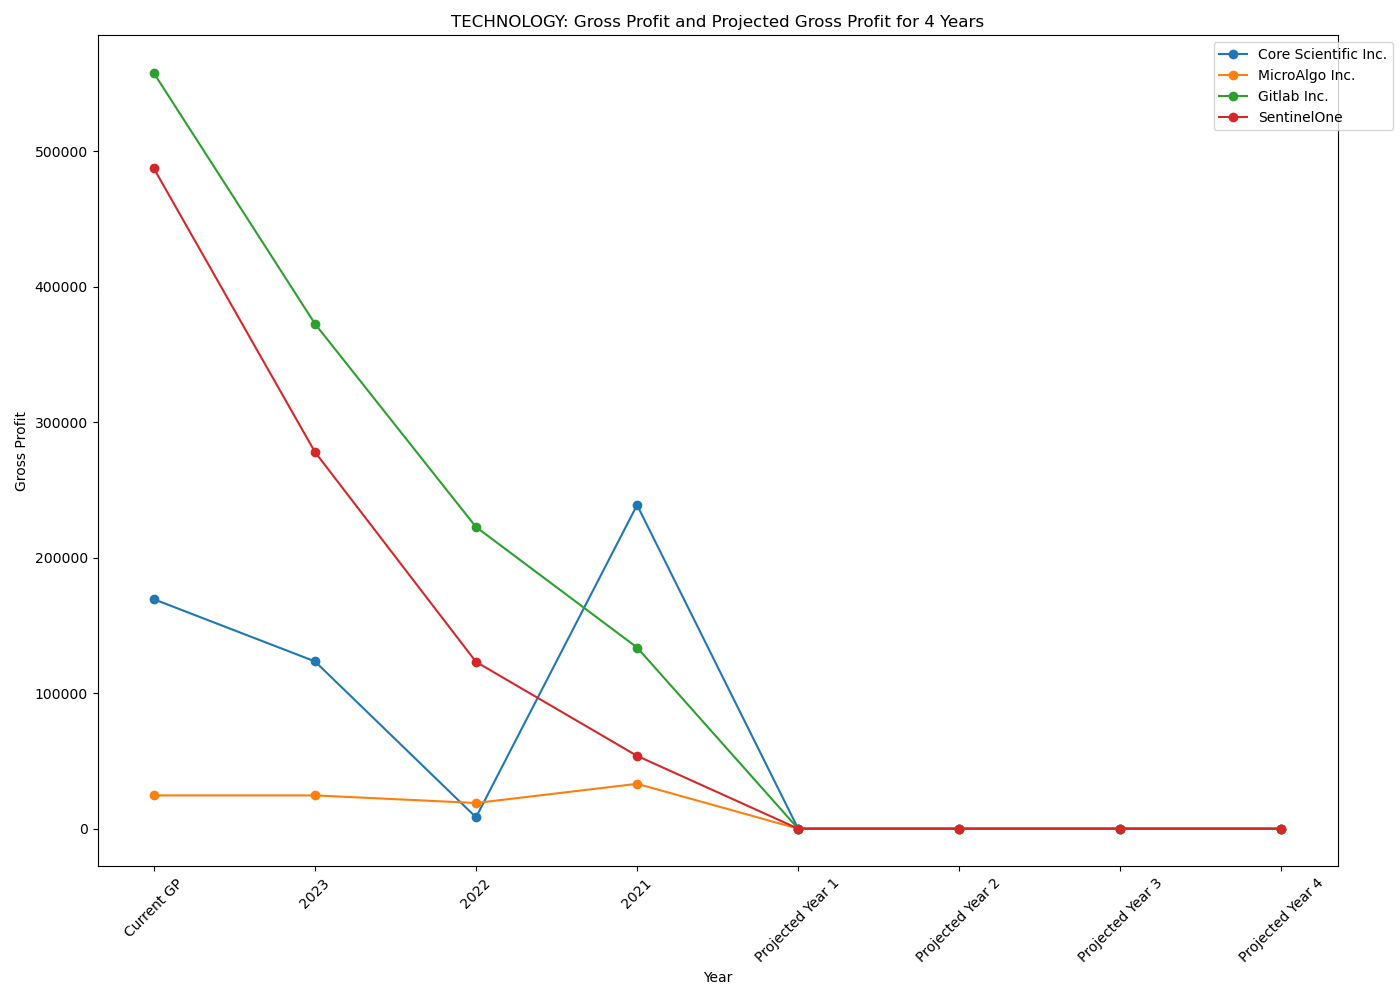 TECHNOLOGY: Gross Profit and Projected Gross Profit for 4 Years
Core Scientific Inc.
MicroAlgo Inc.
Gitlab Inc.
SentinelOne
Gross Profit
500000
400000
300000
200000
100000
0
Current GP
2023
2022
2021
Projected Year 1
Projected Year 2
Projected Year 3
Projected Year 4
Year